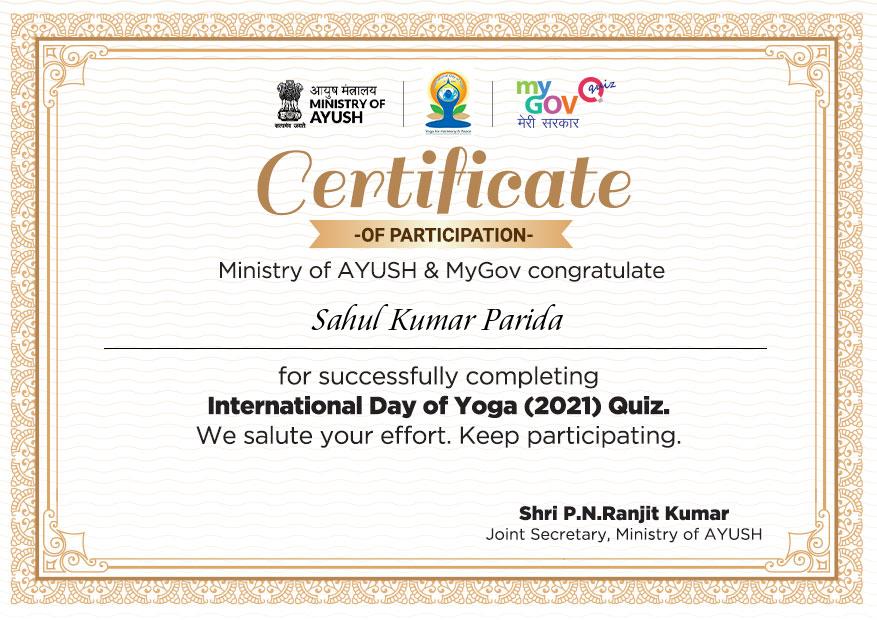 आयुष मंत्रालय
MINISTRY OF
AYUSH
सत्यमेव जयते
Yoga for Harmony & Peace
my
GOV quiz
मेरी सरकार
Certificate
-OF PARTICIPATION-
Ministry of AYUSH & MyGov congratulate
Sahul Kumar Parida
for successfully completing
International Day of Yoga (2021) Quiz.
We salute your effort. Keep participating.
Shri P.N.Ranjit Kumar
Joint Secretary, Ministry of AYUSH